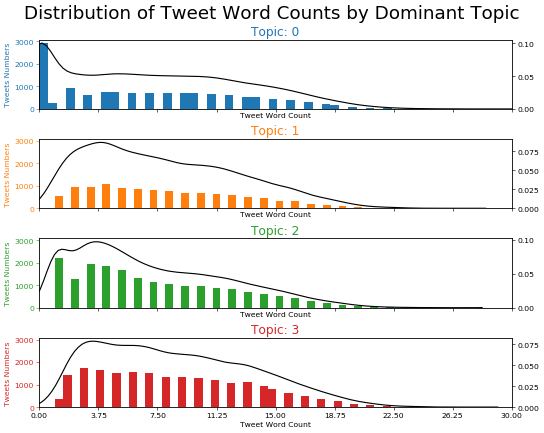 Distribution of Tweet Word Counts by Dominant Topic
Topic: 0
Tweets Numbers
3000
2000
1000
0
0.10
0.05
0.00
Tweet Word Count
Topic: 1
Tweets Numbers
3000
2000
1000
0
0.075
0.050
0.025
0.000
Tweet Word Count
Topic: 2
Tweets Numbers
3000
2000
1000
0
0.10
0.05
0.00
Tweet Word Count
Topic: 3
Tweets Numbers
3000
2000
1000
0
0.075
0.050
0.025
0.000
0.00 3.75 7.50 11.25 15.00 18.75 22.50 26.25 30.00
Tweet Word Count